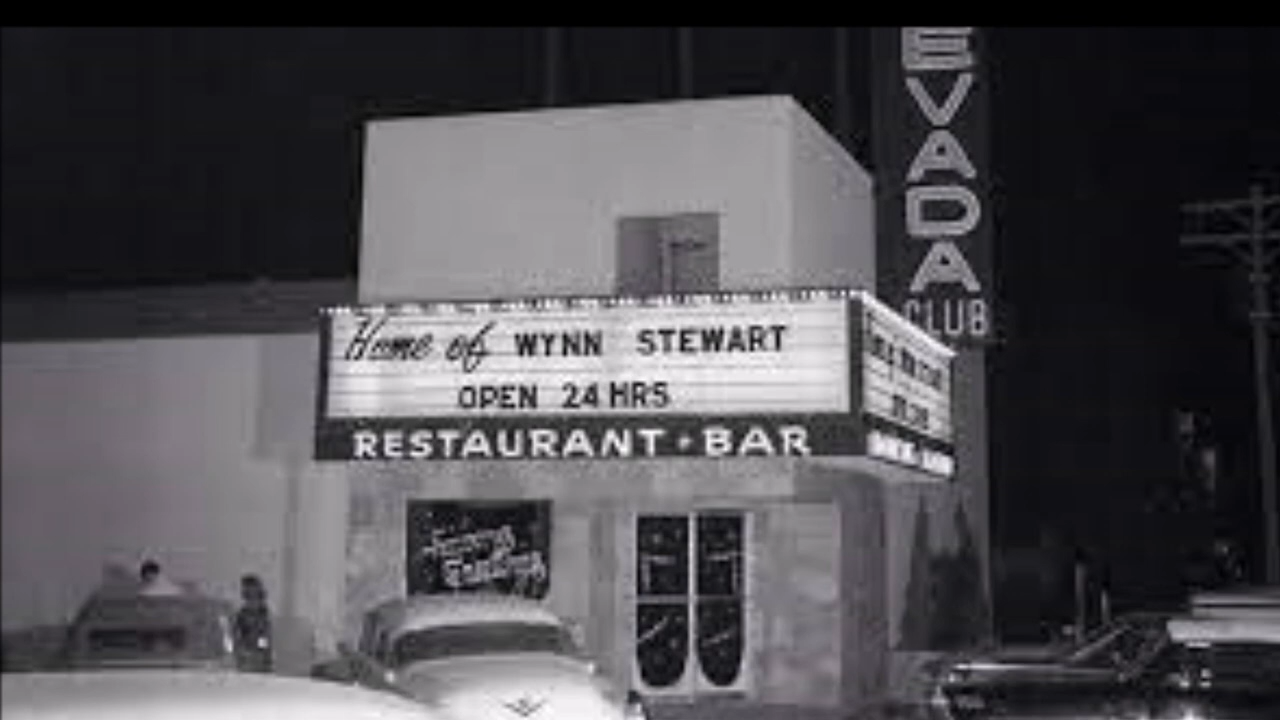 EVADA
CLUB
Home of WYNN STEWART
OPEN 24 HRS
RESTAURANT • BAR